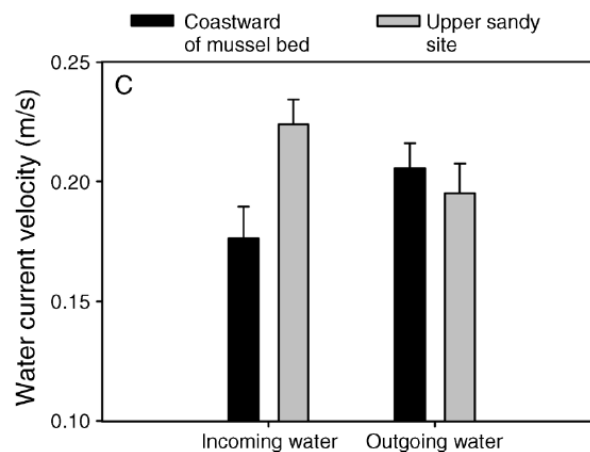 Coastward
of mussel bed
Upper sandy
site
C
Water current velocity (m/s)
0.25
0.20
0.15
0.10
Incoming water
Outgoing water